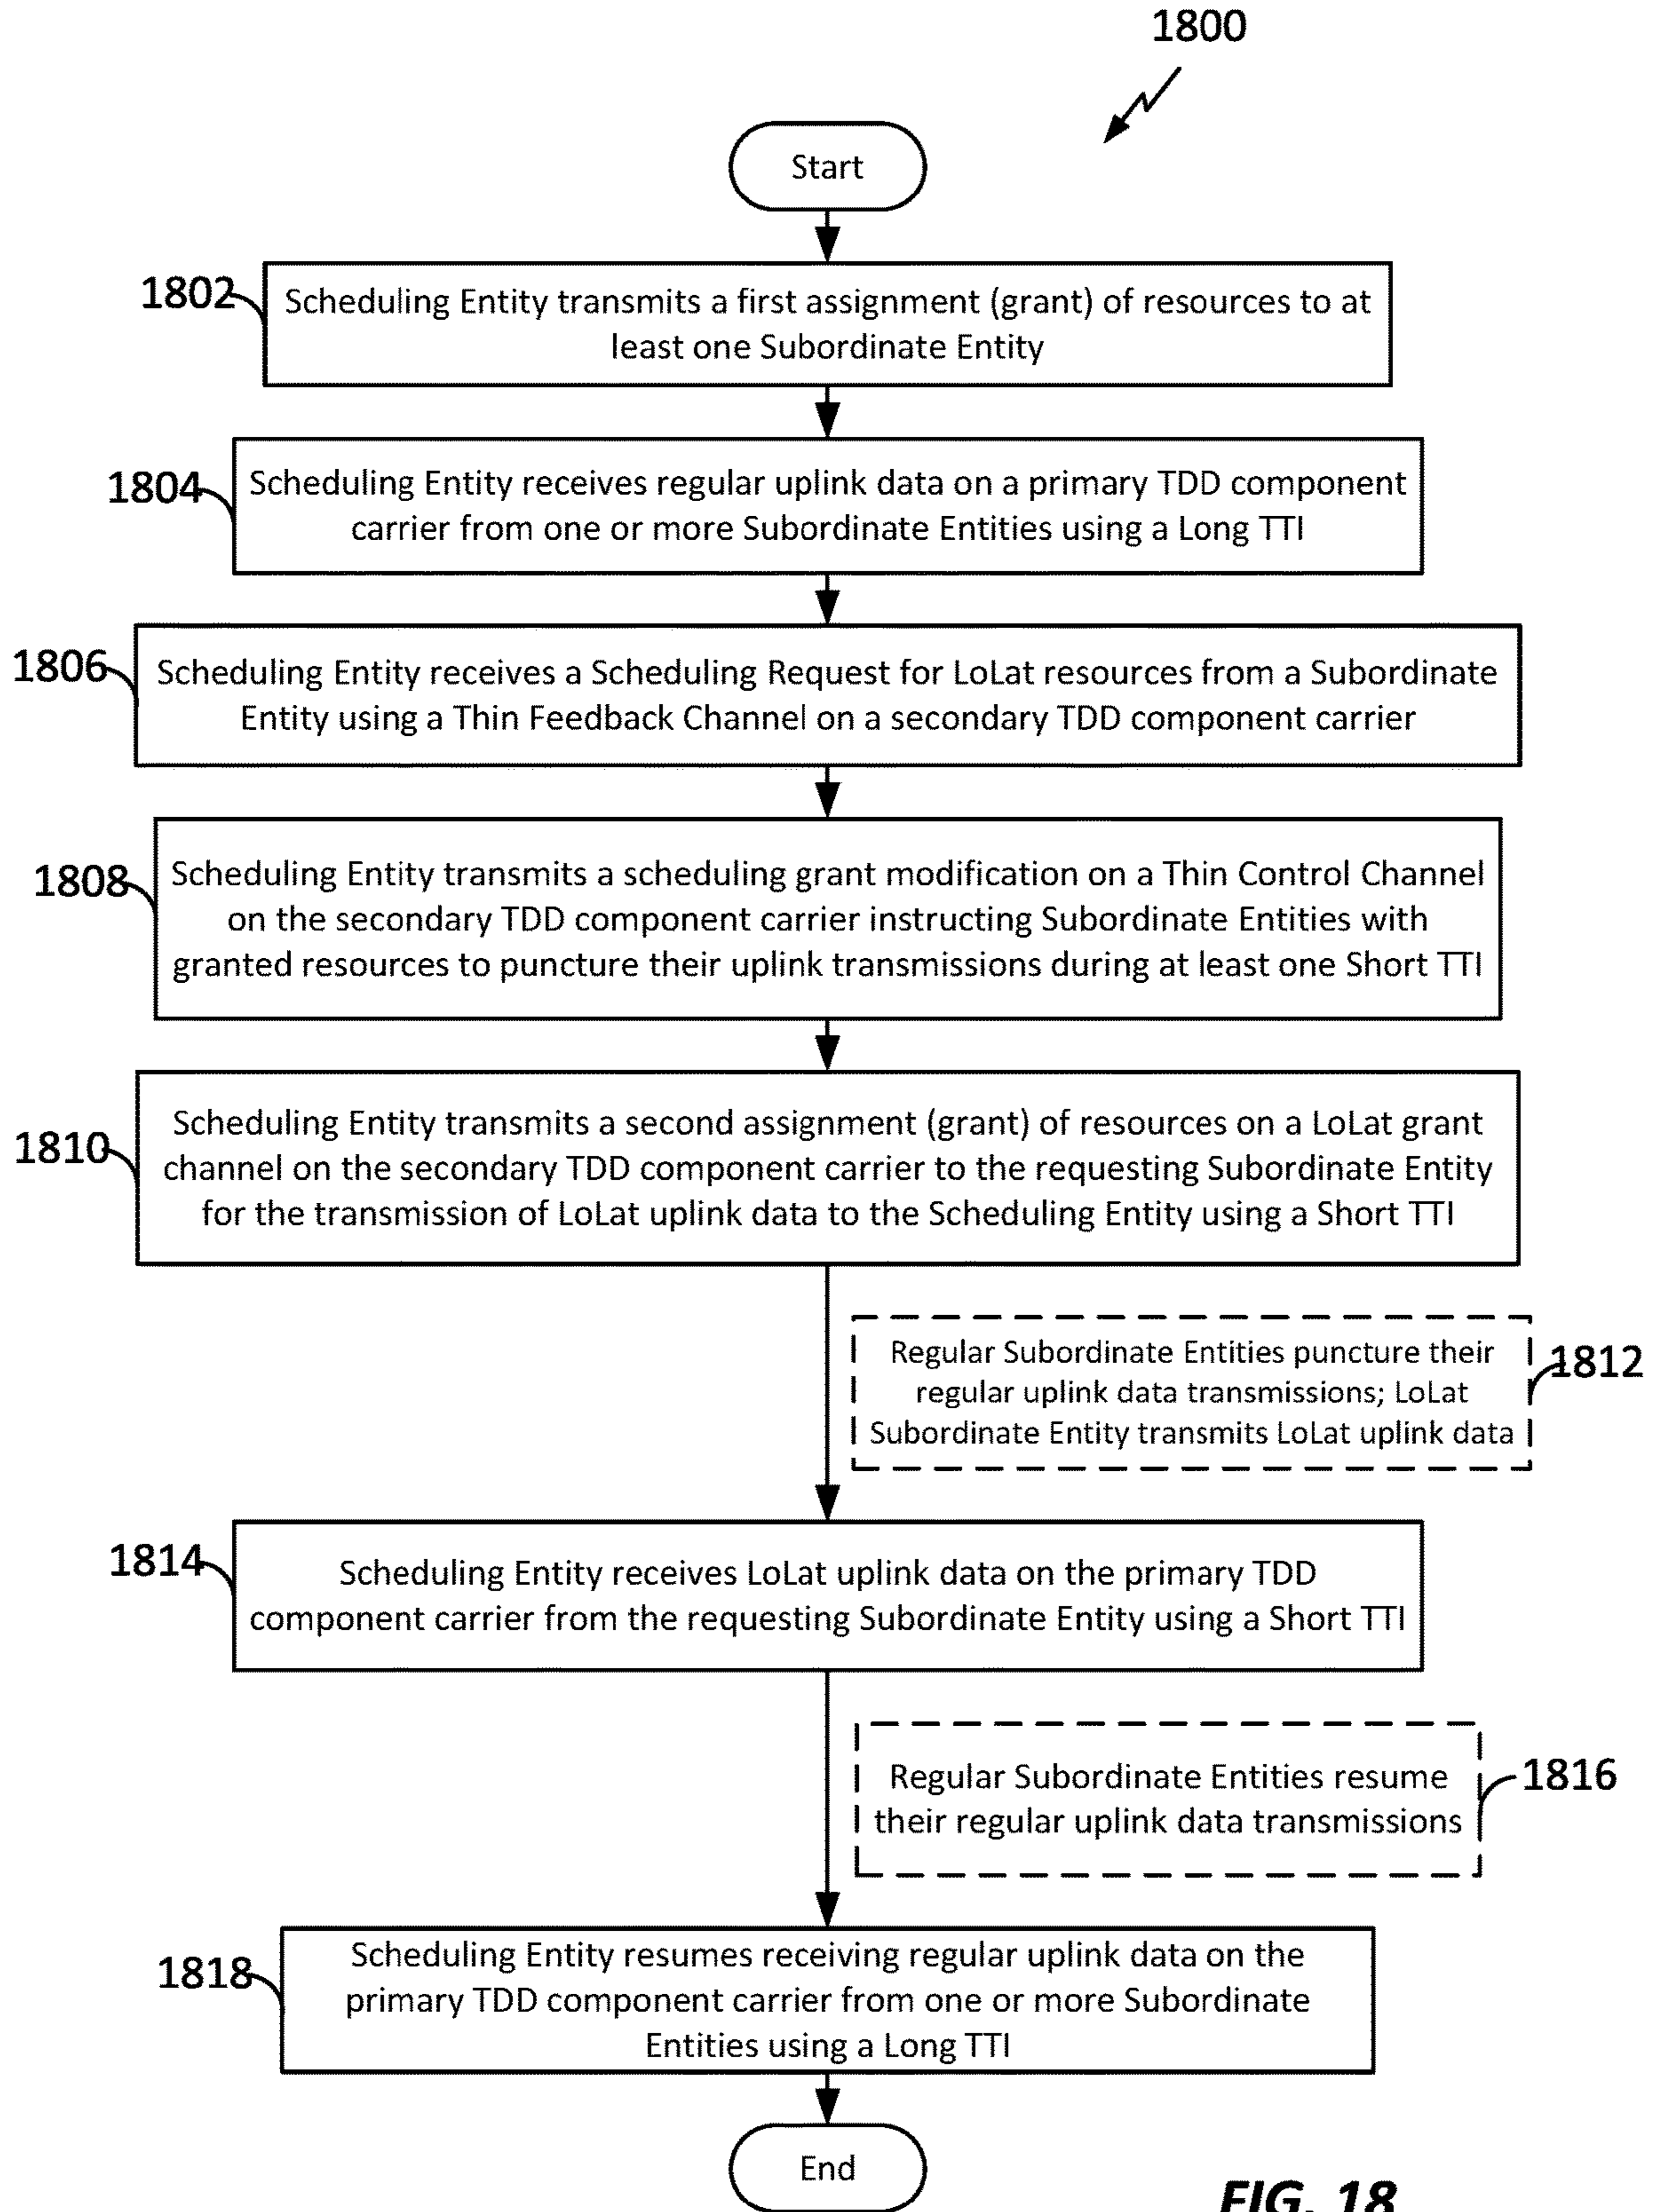 1800
Start
1802
Scheduling Entity transmits a first assignment (grant) of resources to at
least one Subordinate Entity
1804
Scheduling Entity receives regular uplink data on a primary TDD component
carrier from one or more Subordinate Entities using a Long TTI
1806
Scheduling Entity receives a Scheduling Request for LoLat resources from a Subordinate
Entity using a Thin Feedback Channel on a secondary TDD component carrier
1808
Scheduling Entity transmits a scheduling grant modification on a Thin Control Channel
on the secondary TDD component carrier instructing Subordinate Entities with
granted resources to puncture their uplink transmissions during at least one Short TTI
1810
Scheduling Entity transmits a second assignment (grant) of resources on a LoLat grant
channel on the secondary TDD component carrier to the requesting Subordinate Entity
for the transmission of LoLat uplink data to the Scheduling Entity using a Short TTI
Regular Subordinate Entities puncture their
regular uplink data transmissions; LoLat
Subordinate Entity transmits LoLat uplink data
1812
1814
Scheduling Entity receives LoLat uplink data on the primary TDD
component carrier from the requesting Subordinate Entity using a Short TTI
Regular Subordinate Entities resume
their regular uplink data transmissions
1816
1818
Scheduling Entity resumes receiving regular uplink data on the
primary TDD component carrier from one or more Subordinate
Entities using a Long TTI
End
FIG. 18